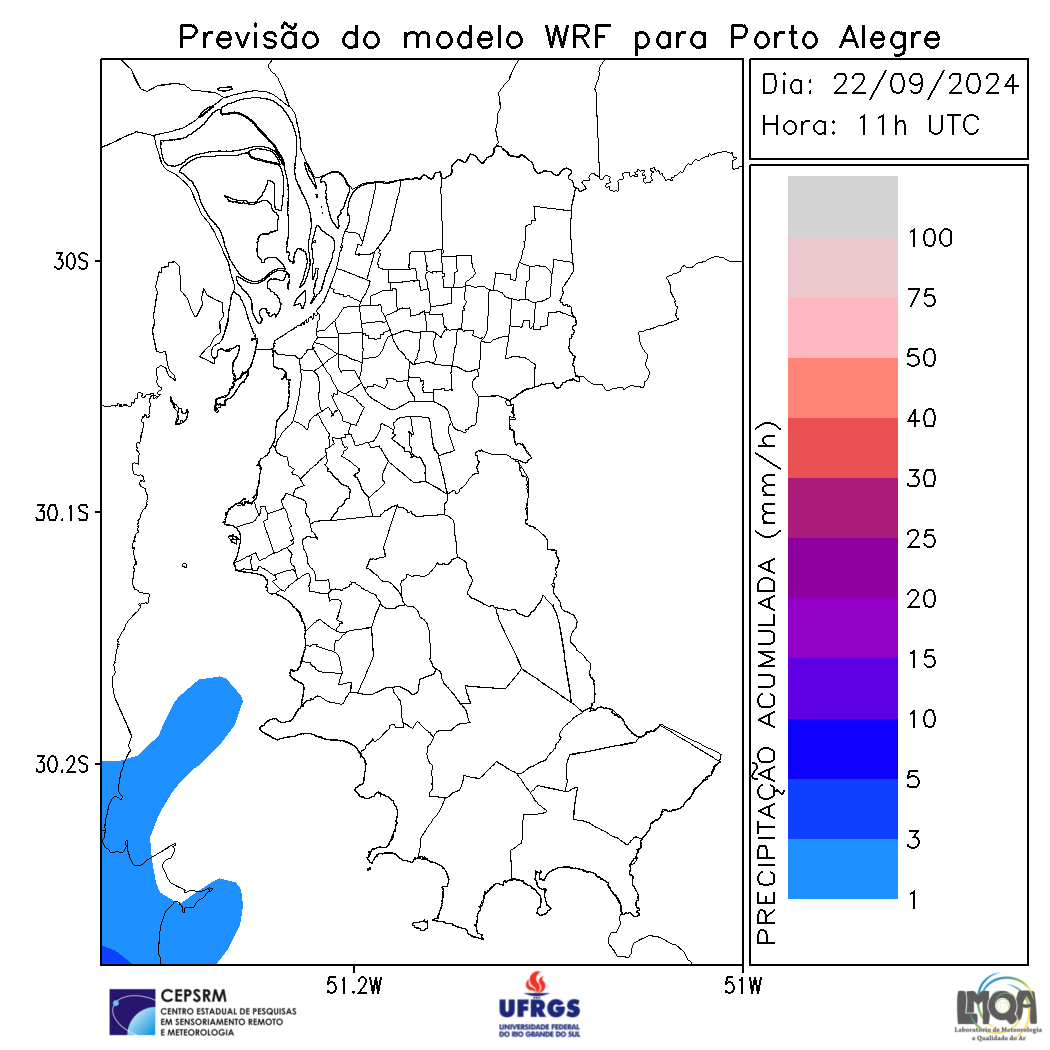 Previsão do modelo WRF para Porto Alegre
Dia: 22/09/2024
Hora: 11h UTC
100
75
50
40
30
25
20
15
10
5
3
1
PRECIPITAÇÃO ACUMULADA (mm/h)
30S
30.1S
30.2S
51.2W
51W
CEPSRM
CENTRO ESTADUAL DE PESQUISAS
EM SENSORIAMENTO REMOTO
E METEOROLOGIA
UFRGS
UNIVERSIDADE FEDERAL
DO RIO GRANDE DO SUL
LMQA
Laboratório de Meteorologia
e Qualidade do Ar